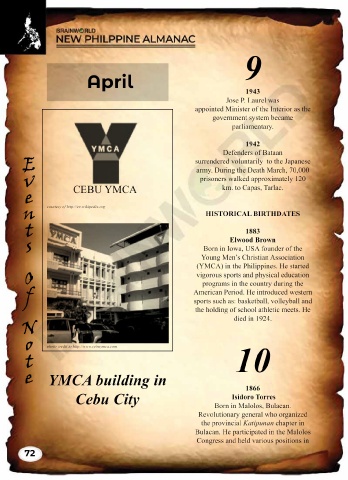 BRAINWORLD
NEW PHILPPINE ALMANAC
April
YMCA
CEBU YMCA
YMCA
YMCA building in
Cebu City
Events of Note
72
9
1943
Jose P. Laurel was
appointed Minister of the Interior as the
government system became
parliamentary.
1942
Defenders of Bataan
surrendered voluntarily to the Japanese
army. During the Death March, 70,000
prisoners walked approximately 120
km. to Capas, Tarlac.
HISTORICAL BIRTHDATES
1883
Elwood Brown
Born in Iowa, USA founder of the
Young Men's Christian Association
(YMCA) in the Philippines. He started
vigorous sports and physical education
programs in the country during the
American Period. He introduced western
sports such as basketball, volleyball and
the holding of school athletic meets. He
died in 1924.
10
1866
Isidoro Torres
Born in Malolos, Bulacan.
Revolutionary general who organized
the provincial Katipunan chapter in
Bulacan. He participated in the Malolos
Congress and held various positions in